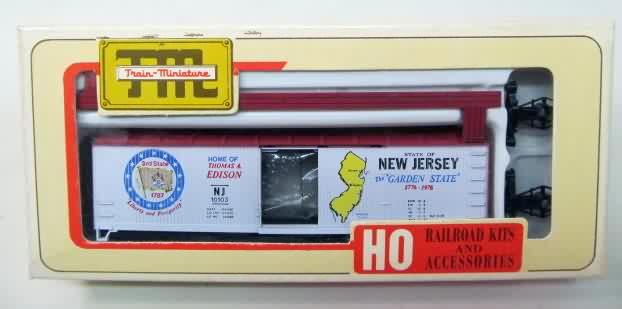 TM
Train-Miniature
3rd State
1787
Liberty and Prosperity
HOME OF
THOMAS A.
EDISON
NJ
10103
STATE OF
NEW JERSEY
The "GARDEN STATE"
1776-1976
HO
RAILROAD KITS
AND
ACCESSORIES